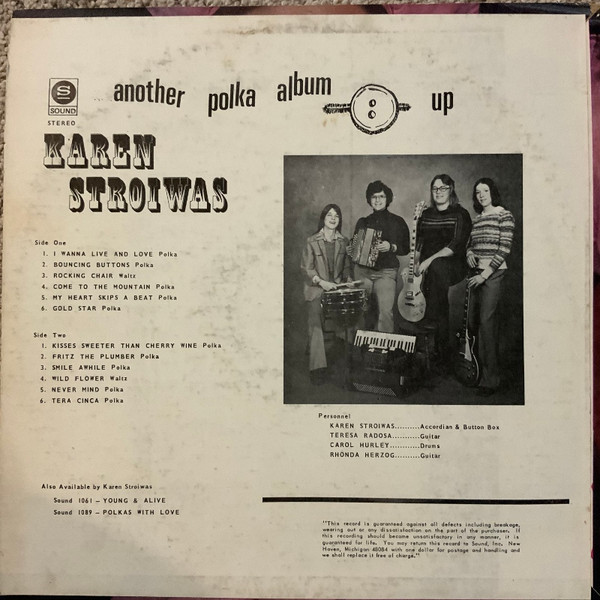 S
SOUND
STEREO
... another polka album up
KAREN
STROIWAS
Side One
1. I WANNA LIVE AND LOVE Polka
2. BOUNCING BUTTONS Polka
3. ROCKING CHAIR Waltz
4. COME TO THE MOUNTAIN Polka
5. MY HEART SKIPS A BEAT Polka
6. GOLD STAR Polka
Side Two
1. KISSES SWEETER THAN CHERRY WINE Polka
2. FRITZ THE PLUMBER Polka
3. SMILE AWHILE Polka
4. WILD FLOWER Waltz
5. NEVER MIND Polka
6. TERA CINCA Polka
Personnel
KAREN STROIWAS..........Accordian & Button Box
TERESA RADOSA...........Guitar
CAROL HURLEY............Drums
RHONDA HERZOG...........Guitar
Also Available by Karen Stroiwas
Sound 1061 – YOUNG & ALIVE
Sound 1089 – POLKAS WITH LOVE
"This record is guaranteed against all defects including breakage,
wearing out or any dissatisfaction on the part of the purchaser. If
this recording should become unsatisfactory in any manner, it is
guaranteed for life. You may return this record to Sound, Inc. New
Haven, Michigan 48084 with one dollar for postage and handling and
we shall replace it free of charge."